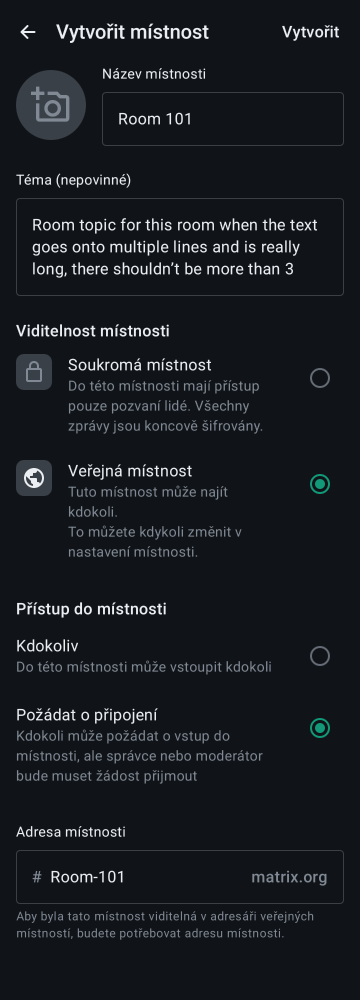 Vytvořit místnost
Vytvořit
Název místnosti
Room 101
Téma (nepovinné)
Room topic for this room when the text
goes onto multiple lines and is really
long, there shouldn’t be more than 3
Viditelnost místnosti
Soukromá místnost
Do této místnosti mají přístup
pouze pozvaní lidé. Všechny
zprávy jsou koncově šifrovány.
Veřejná místnost
Tuto místnost může najít
kdokoli.
To můžete kdykoli změnit v
nastavení místnosti.
Přístup do místnosti
Kdokoliv
Do této místnosti může vstoupit kdokoli
Požádat o připojení
Kdokoli může požádat o vstup do
místnosti, ale správce nebo moderátor
bude muset žádost přijmout
Adresa místnosti
# Room-101 matrix.org
Aby byla tato místnost viditelná v adresáři veřejných
místností, budete potřebovat adresu místnosti.